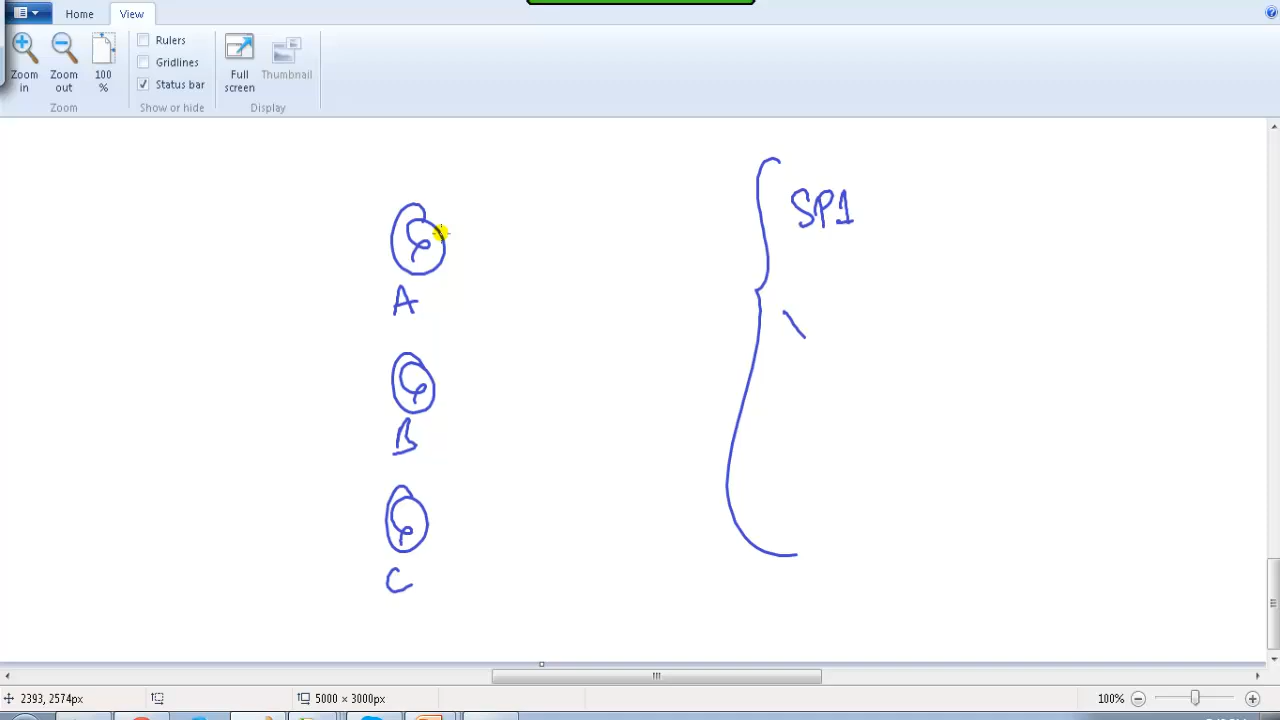 Home View
Zoom in
Zoom out
100 %
Rulers
Gridlines
Status bar
Full screen
Thumbnail
Zoom
Show or hide
Display
SP1
A
B
C
2393, 2574px
5000 × 3000px
100%